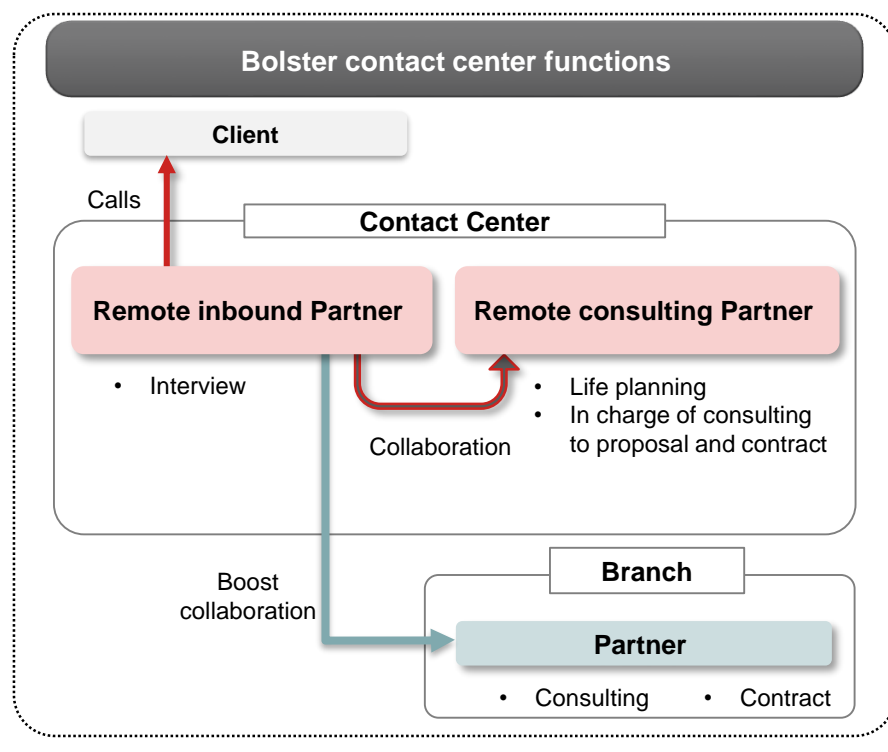 Bolster contact center functions
Client
Calls
Contact Center
Remote inbound Partner
Remote consulting Partner
• Interview
• Life planning
• In charge of consulting
to proposal and contract
Collaboration
Boost
collaboration
Branch
Partner
• Consulting • Contract